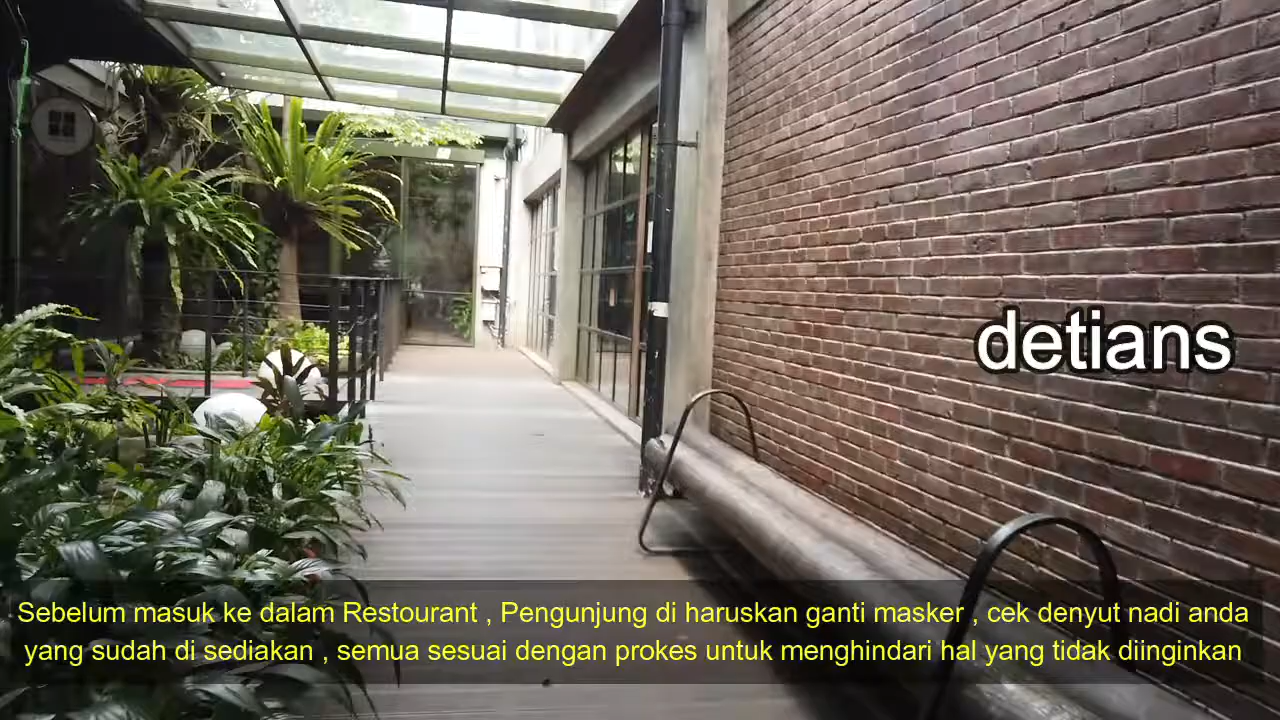 detians
Sebelum masuk ke dalam Restourant , Pengunjung di haruskan ganti masker , cek denyut nadi anda
yang sudah di sediakan , semua sesuai dengan prokes untuk menghindari hal yang tidak diinginkan